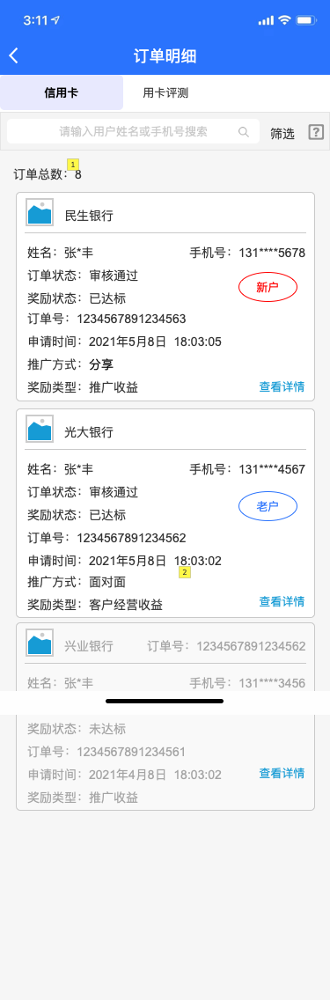 3:11
订单明细
信用卡 用卡评测
请输入用户姓名或手机号搜索 筛选 ?
1
订单总数：8
民生银行
姓名：张*丰 手机号：131****5678
订单状态：审核通过
新户
奖励状态：已达标
订单号：1234567891234563
申请时间：2021年5月8日 18:03:05
推广方式：分享
奖励类型：推广收益 查看详情
光大银行
姓名：张*丰 手机号：131****4567
订单状态：审核通过
老户
奖励状态：已达标
订单号：1234567891234562
申请时间：2021年5月8日 18:03:02
2
推广方式：面对面
奖励类型：客户经营收益 查看详情
兴业银行 订单号：1234567891234562
姓名：张*丰 手机号：131****3456
奖励状态：未达标
订单号：1234567891234561
申请时间：2021年4月8日 18:03:02 查看详情
奖励类型：推广收益